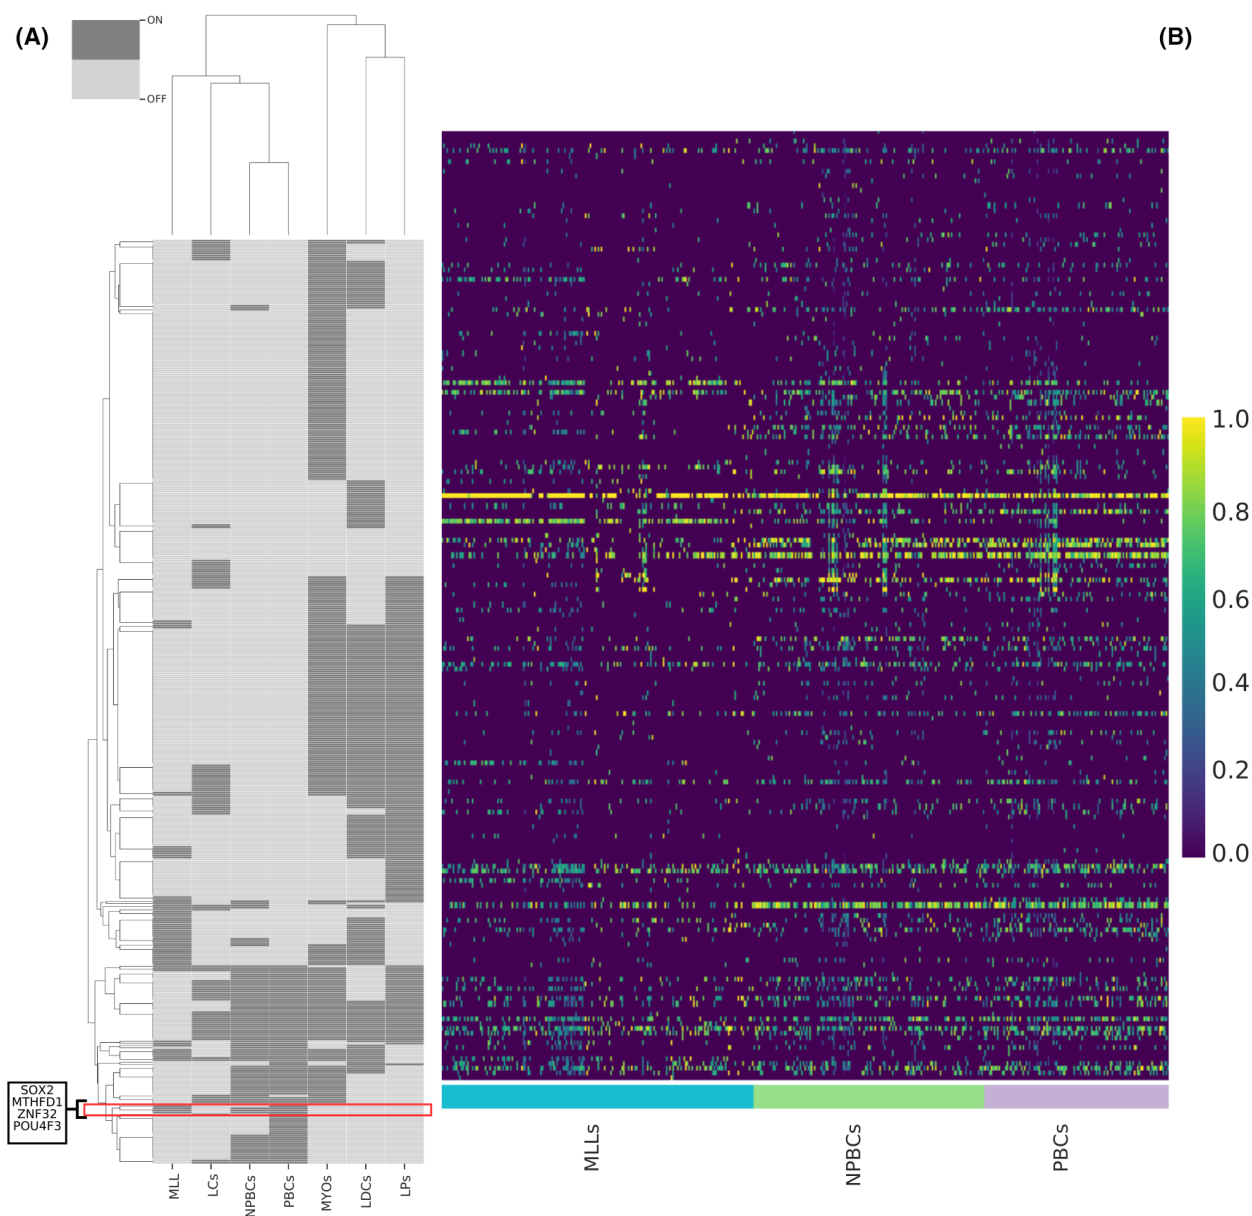 (A)
ON
OFF
(B)
1.0
0.8
0.6
0.4
0.2
0.0
SOX2
MTHFD1
ZNF32
POU4F3
MLL
LCs
NPBCs
PBCs
MYOs
LDCs
LPs
MLLs
NPBCs
PBCs